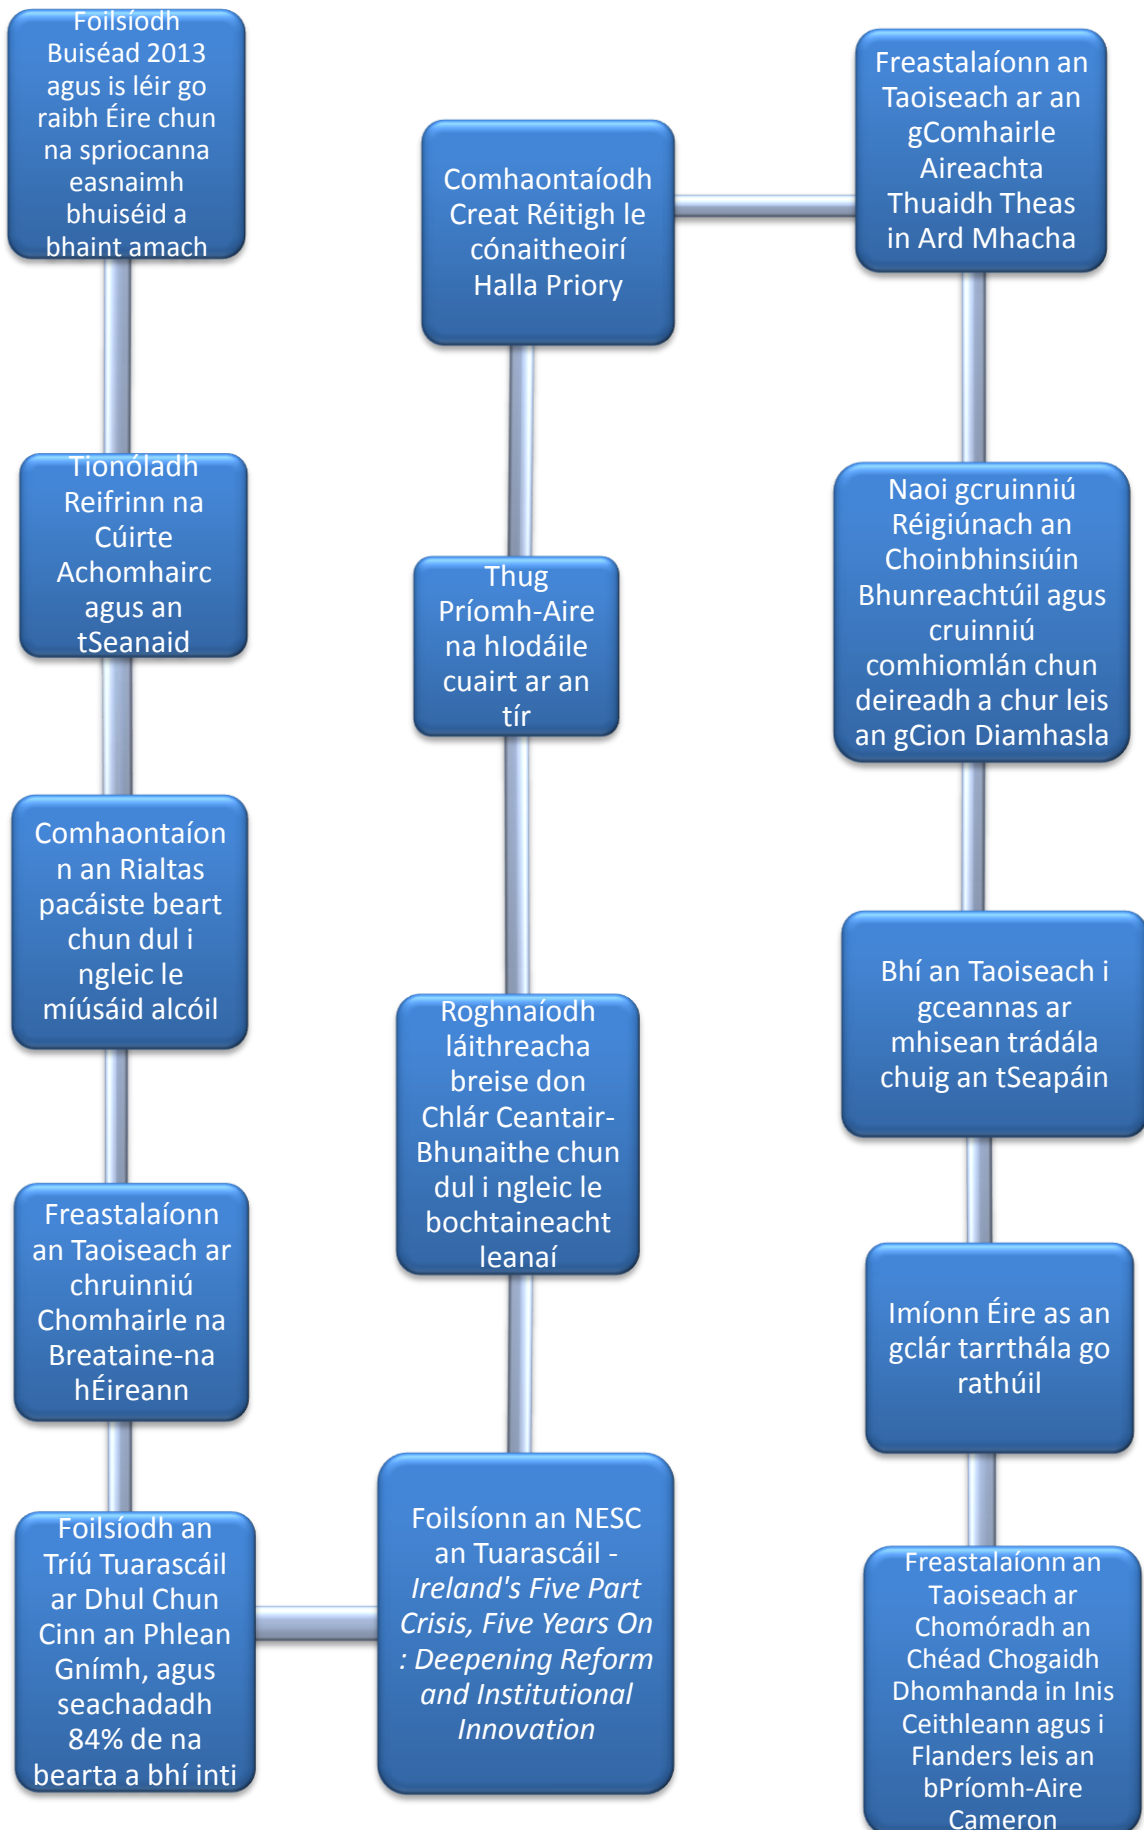 Foilsíodh
Buiséad 2013
agus is léir go
raibh Éire chun
na spriocanna
easnaimh
bhuiséid a
bhaint amach
Tionóladh
Reifrinn na
Cúirte
Achomhairc
agus an
tSeanaid
Comhaontaíon
n an Rialtas
pacáiste beart
chun dul i
ngleic le
míúsáid alcóil
Freastalaíonn
an Taoiseach ar
chruinniú
Chomhairle na
Breataine-na
hÉireann
Foilsíodh an
Tríú Tuarascáil
ar Dhul Chun
Cinn an Phlean
Gnímh, agus
seachadadh
84% de na
bearta a bhí inti
Foilsíonn an NESC
an Tuarascáil -
Ireland's Five Part
Crisis, Five Years On
: Deepening Reform
and Institutional
Innovation
Roghnaíodh
láithreacha
breise don
Chlár Ceantair-
Bhunaithe chun
dul i ngleic le
bochtaineacht
leanaí
Thug
Príomh-Aire
na hIodáile
cuairt ar an
tír
Comhaontaíodh
Creat Réitigh le
cónaitheoirí
Halla Priory
Freastalaíonn an
Taoiseach ar an
gComhairle
Aireachta
Thuaidh Theas
in Ard Mhacha
Naoi gcruinniú
Réigiúnach an
Choinbhinsiúin
Bhunreachtúil agus
cruinniú
comhiomlán chun
deireadh a chur leis
an gCion Diamhasla
Bhí an Taoiseach i
gceannas ar
mhisean trádála
chuig an tSeapáin
Imíonn Éire as an
gclár tarrthála go
rathúil
Freastalaíonn an
Taoiseach ar
Chomóradh an
Chéad Chogaidh
Dhomhanda in Inis
Ceithleann agus i
Flanders leis an
bPríomh-Aire
Cameron